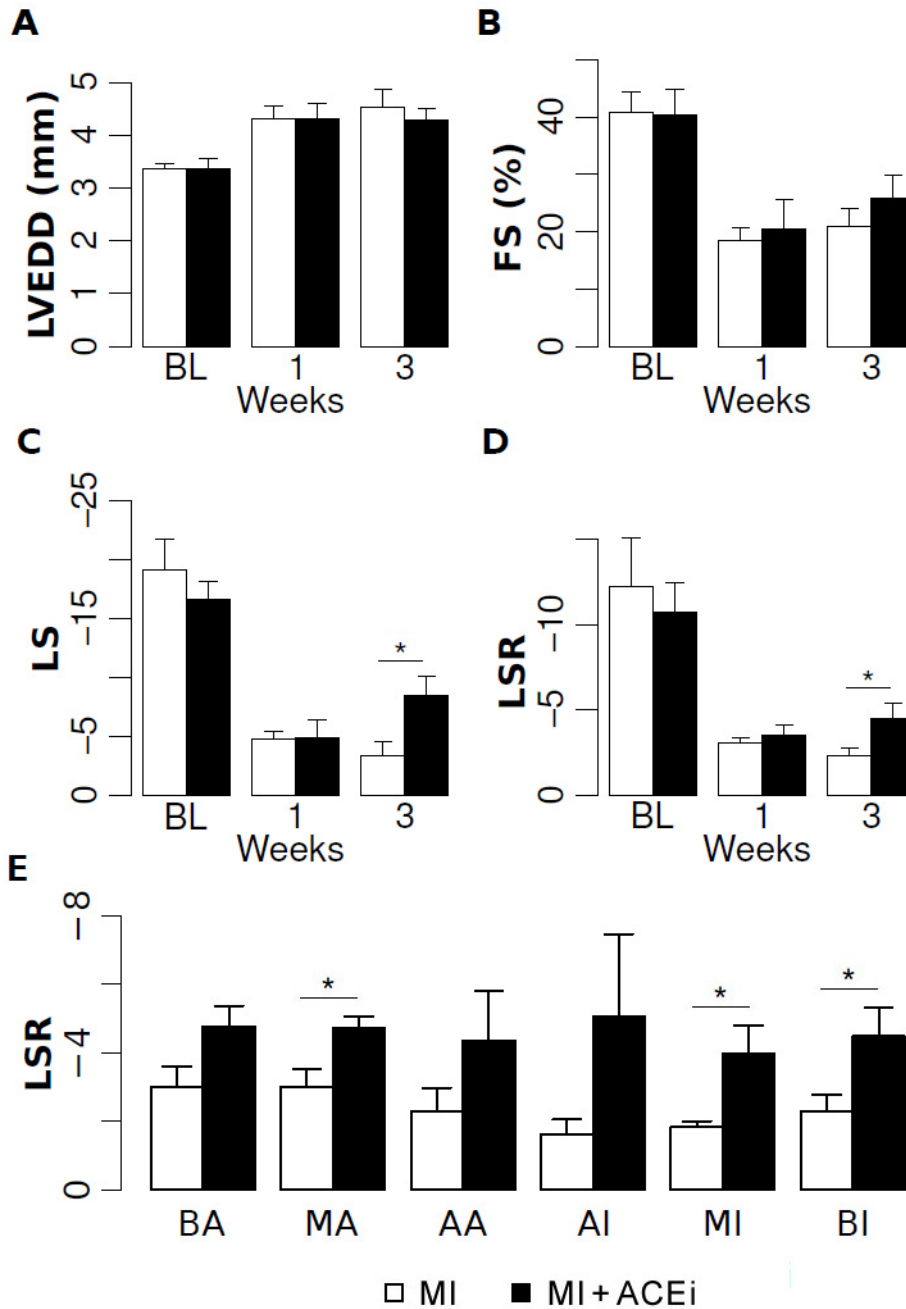 A
LVEDD (mm)
5
4
3
2
1
0
BL 1 3
Weeks
B
FS (%)
40
20
0
BL 1 3
Weeks
C
LS
−25
−15
−5
0
*
BL 1 3
Weeks
D
LSR
−10
−5
0
*
BL 1 3
Weeks
E
LSR
−8
−4
0
* * *
BA MA AA AI MI BI
MI MI + ACEi